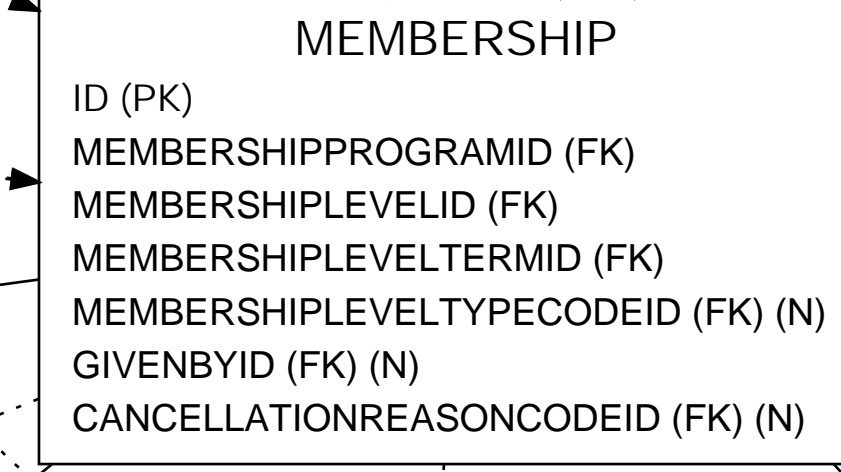 MEMBERSHIP
ID (PK)
MEMBERSHIPPROGRAMID (FK)
MEMBERSHIPLEVELID (FK)
MEMBERSHIPLEVELTERMID (FK)
MEMBERSHIPLEVELTYPECODEID (FK) (N)
GIVENBYID (FK) (N)
CANCELLATIONREASONCODEID (FK) (N)